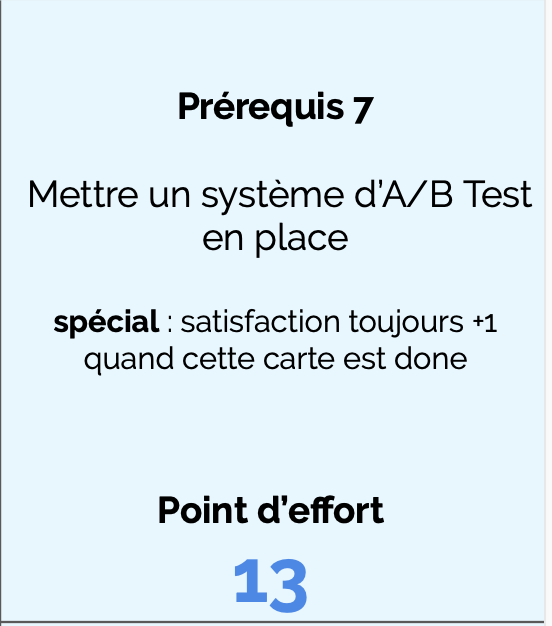 Prérequis 7
Mettre un système d'A/B Test
en place
spécial : satisfaction toujours +1
quand cette carte est done
Point d'effort
13